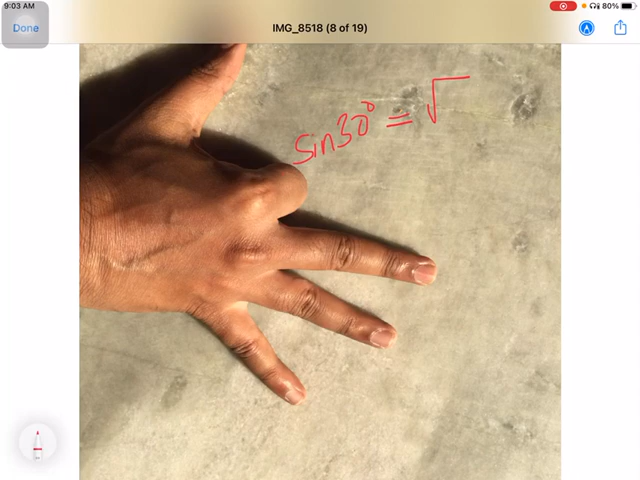 9:03 AM
80%
Done
IMG_8518 (8 of 19)
sin30° = √